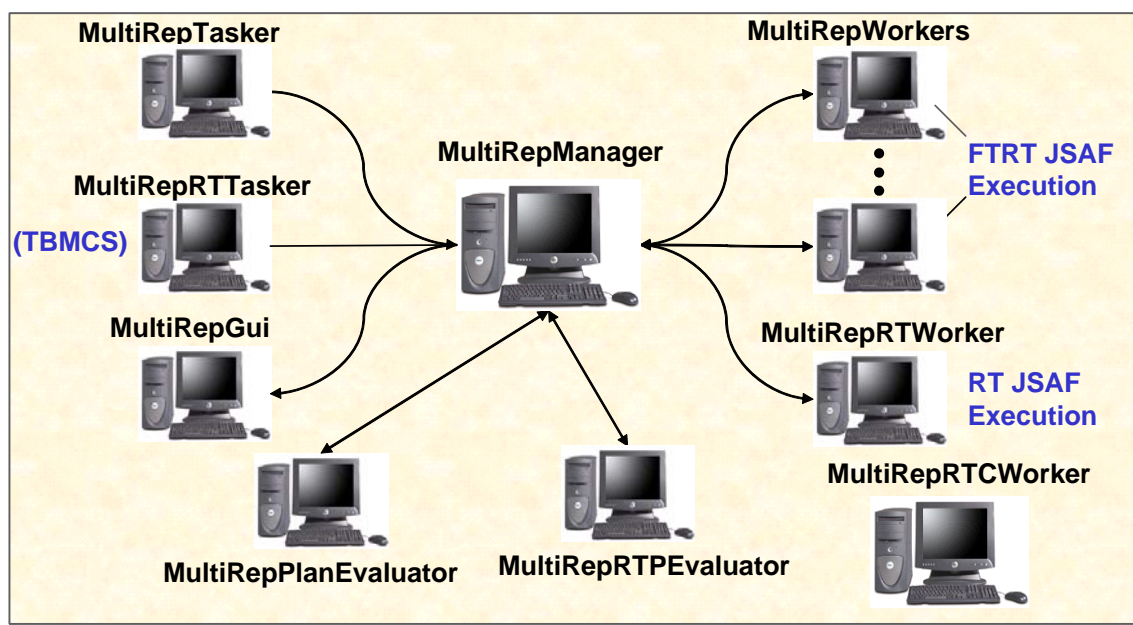 MultiRepTasker
MultiRepWorkers
MultiRepManager
FTRT JSAF
Execution
MultiRepRTTasker
(TBMCS)
MultiRepGui
MultiRepRTWorker
RT JSAF
Execution
MultiRepRTCWorker
MultiRepPlanEvaluator
MultiRepRTPEvaluator